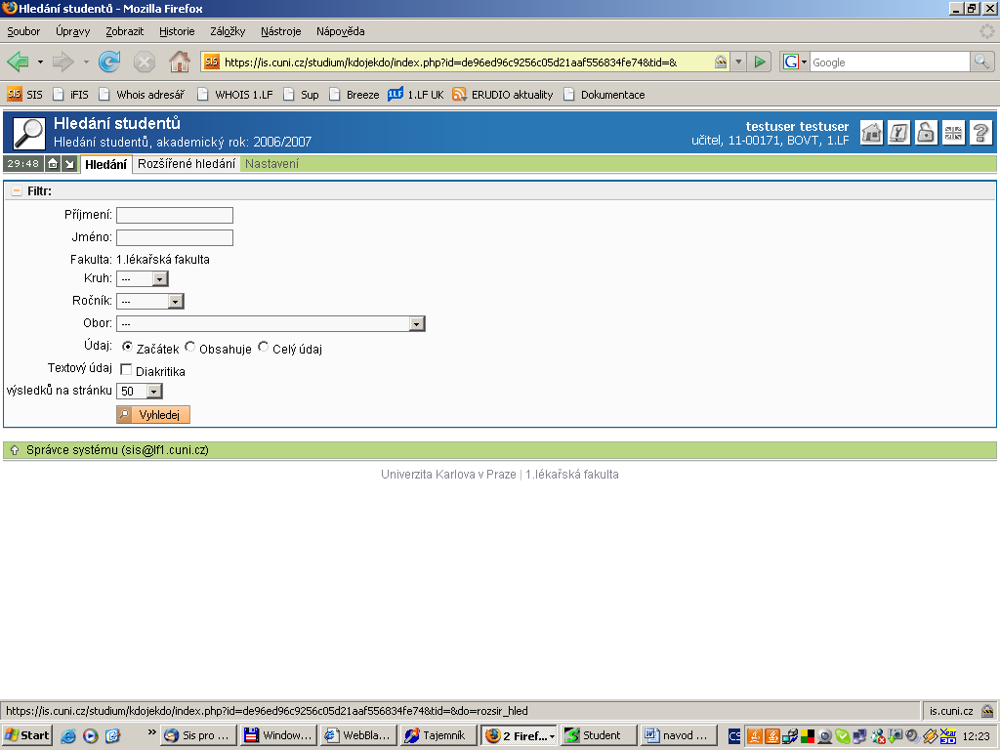 Hledání studentů - Mozilla Firefox
Soubor Úpravy Zobrazit Historie Záložky Nástroje Nápověda
SIS https://is.cuni.cz/studium/kdojekdo/index.php?id=de96ed96c9256c05d21aaf556834fe74&tid=& G Google
SIS SIS iFIS Whois adresář WHOIS 1.LF Sup Breeze 1LF 1.LF UK ERUDIO aktuality Dokumentace
Hledání studentů
Hledání studentů, akademický rok: 2006/2007
testuser testuser
učitel, 11-00171, BOVT, 1.LF
29:48 Hledání Rozšířené hledání Nastavení
Filtr:
Příjmení:
Jméno:
Fakulta: 1.lékařská fakulta
Kruh: ---
Ročník: ---
Obor: ---
Údaj: Začátek Obsahuje Celý údaj
Textový údaj Diakritika
výsledků na stránku 50
Vyhledej
Správce systému (sis@lf1.cuni.cz)
Univerzita Karlova v Praze | 1.lékařská fakulta
https://is.cuni.cz/studium/kdojekdo/index.php?id=de96ed96c9256c05d21aaf556834fe74&tid=&do=rozsir_hled is.cuni.cz
Start » Sis pro ... Window... WebBla... Tajemník 2 Firef... Student navod ... CS 12:23